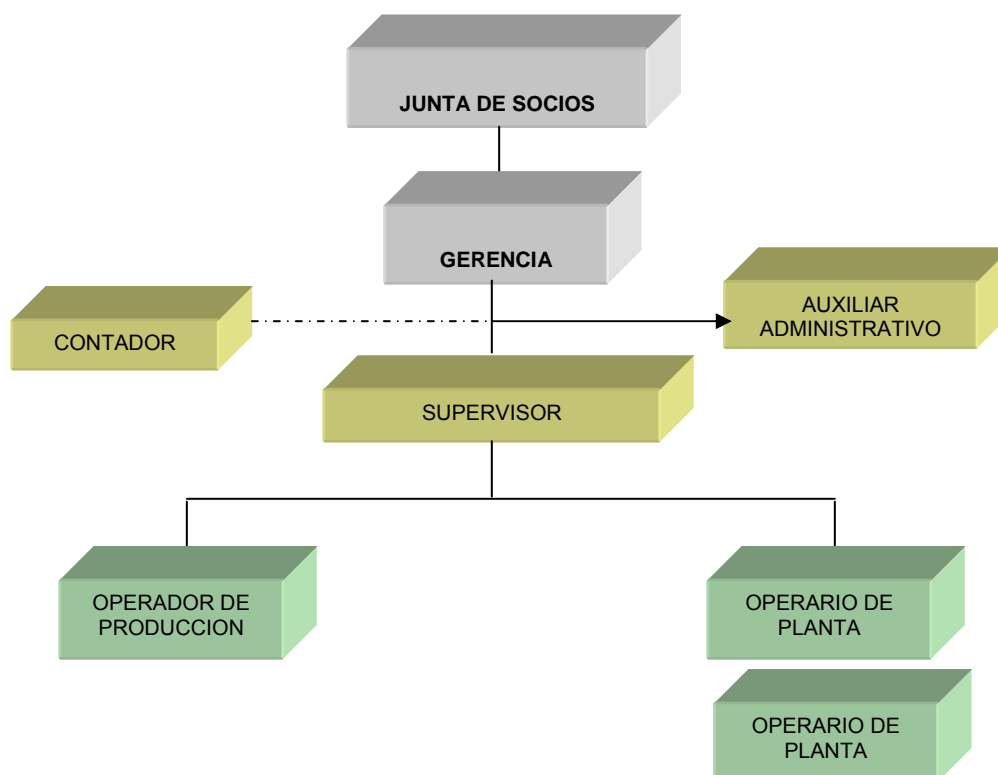 JUNTA DE SOCIOS
GERENCIA
CONTADOR
AUXILIAR
ADMINISTRATIVO
SUPERVISOR
OPERADOR DE
PRODUCCION
OPERARIO DE
PLANTA
OPERARIO DE
PLANTA